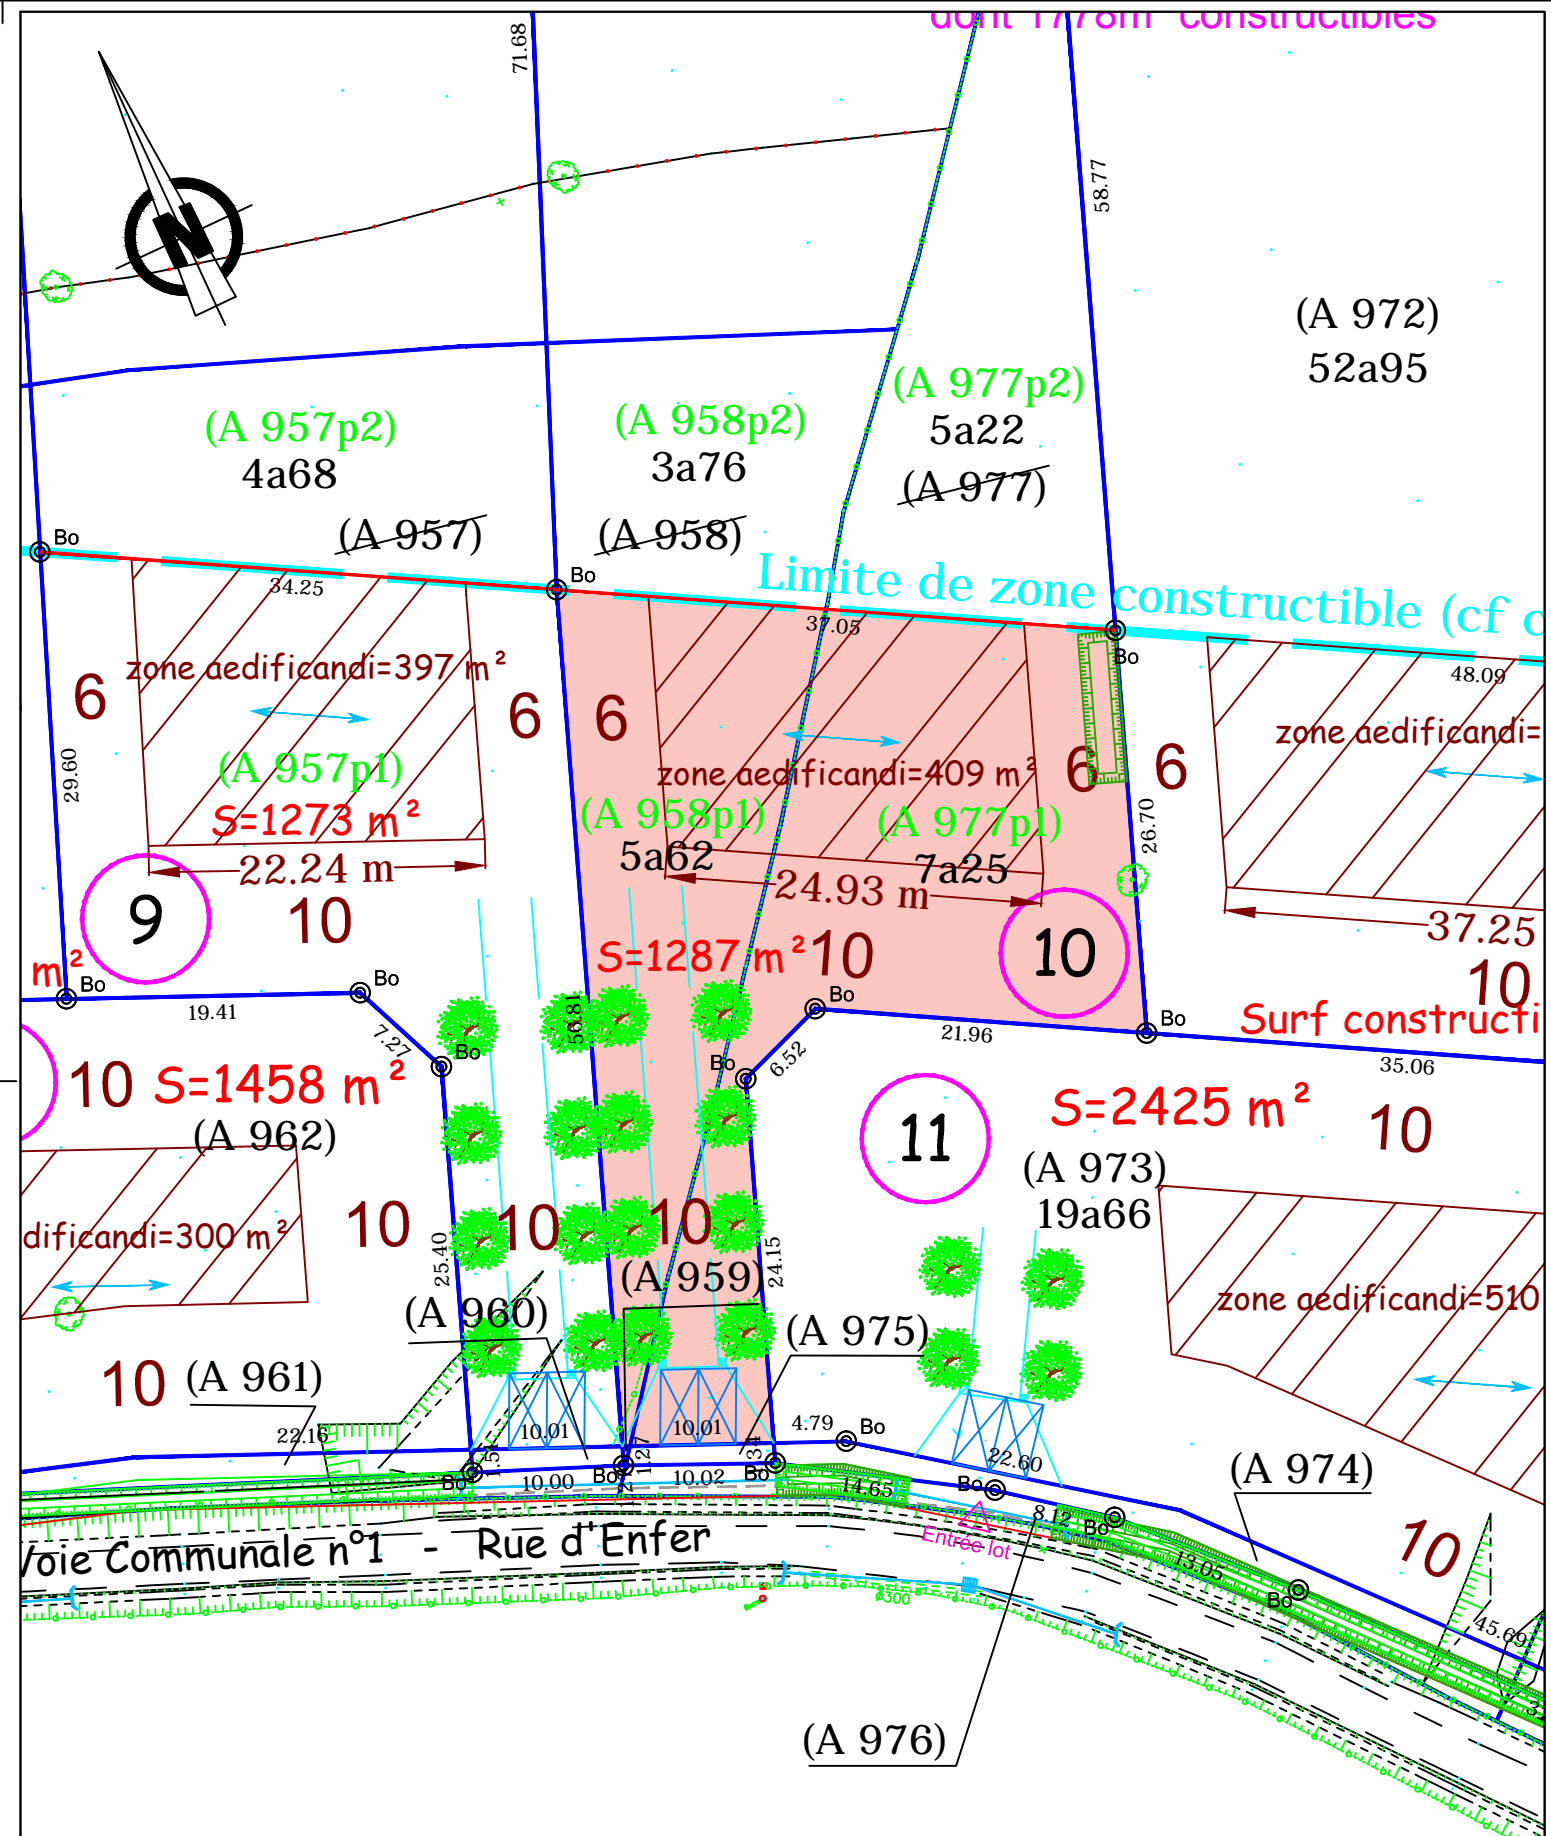 dont 1778m² constructibles
71.68
58.77
N
(A 972)
52a95
(A 957p2)
4a68
(A 957)
(A 958p2)
3a76
(A 958)
(A 977p2)
5a22
(A 977)
Bo
Bo
Bo
Limite de zone constructible (cf c
34.25
37.05
48.09
6
zone aedificandi=397 m²
6
6
zone aedificandi=409 m²
6
6
zone aedificandi=
(A 957p1)
S=1273 m²
22.24 m
29.60
(A 958p1)
5a62
(A 977p1)
7a25
24.93 m
26.70
37.25
9
10
S=1287 m²
10
10
10
m²
Bo
19.41
Bo
7.27
Bo
56.81
Bo
Bo
6.52
21.96
Bo
Surf constructi
35.06
10
S=1458 m²
(A 962)
11
S=2425 m²
10
(A 973)
19a66
dificandi=300 m²
10
10
10
25.40
24.15
zone aedificandi=510
(A 959)
(A 960)
(A 975)
10
(A 961)
22.16
10.01
10.01
4.79
Bo
22.60
(A 974)
Bo
10.00
Bo
1.27
10.02
Bo
14.65
Bo
8.12
Bo
10
Entrée lot
13.05
Bo
45.69
Voie Communale n°1 - Rue d'Enfer
Ø300
(A 976)